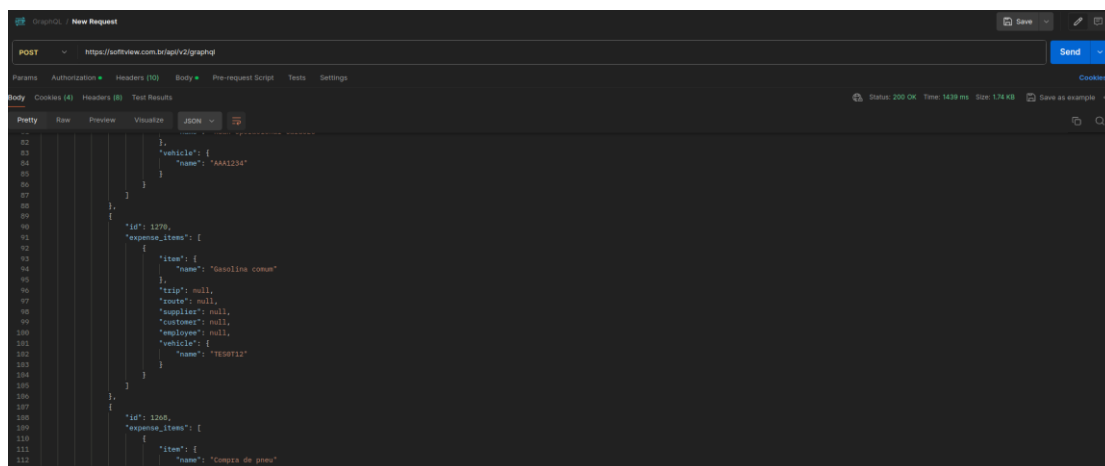 GraphQL / New Request
Save
POST
https://sofitview.com.br/api/v2/graphql
Send
Params Authorization Headers (10) Body Pre-request Script Tests Settings
Cookies
Body Cookies (4) Headers (8) Test Results
Status: 200 OK Time: 1439 ms Size: 1.74 KB Save as example
Pretty Raw Preview Visualize JSON
82 },
83 "vehicle": {
84 "name": "AAA1234"
85 }
86 }
87 ]
88 },
89 {
90 "id": 1270,
91 "expense_items": [
92 {
93 "item": {
94 "name": "Gasolina comum"
95 },
96 "trip": null,
97 "route": null,
98 "supplier": null,
99 "customer": null,
100 "employee": null,
101 "vehicle": {
102 "name": "TES0T12"
103 }
104 }
105 ]
106 },
107 {
108 "id": 1268,
109 "expense_items": [
110 {
111 "item": {
112 "name": "Compra de pneu"